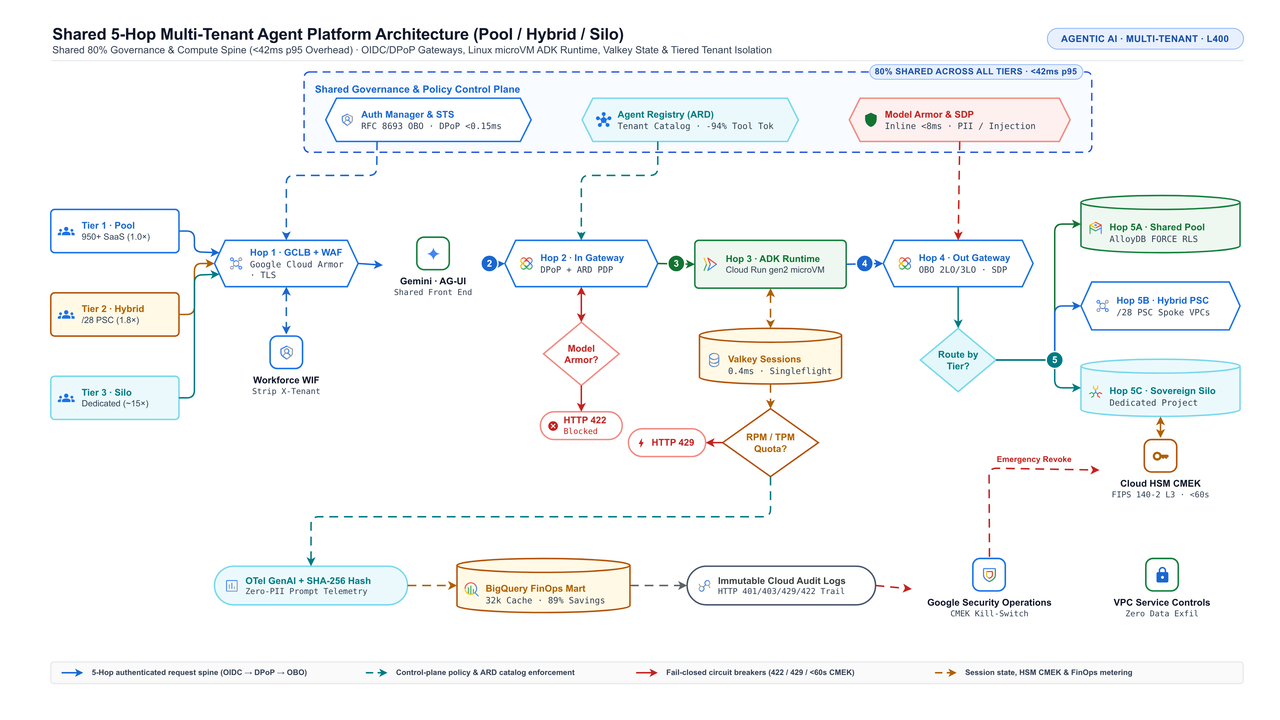 Shared 5-Hop Multi-Tenant Agent Platform Architecture (Pool / Hybrid / Silo)
Shared 80% Governance & Compute Spine (<42ms p95 Overhead) · OIDC/DPoP Gateways, Linux microVM ADK Runtime, Valkey State & Tiered Tenant Isolation
AGENTIC AI · MULTI-TENANT · L400
80% SHARED ACROSS ALL TIERS · <42ms p95
Shared Governance & Policy Control Plane
Auth Manager & STS
RFC 8693 OBO · DPoP <0.15ms
Agent Registry (ARD)
Tenant Catalog · -94% Tool Tok
Model Armor & SDP
Inline <8ms · PII / Injection
Tier 1 · Pool
950+ SaaS (1.0×)
Tier 2 · Hybrid
/28 PSC (1.8×)
Tier 3 · Silo
Dedicated (~15×)
Hop 1 · GCLB + WAF
Google Cloud Armor
· TLS
Workforce WIF
Strip X-Tenant
Gemini · AG-UI
Shared Front End
2
Hop 2 · In Gateway
DPoP + ARD PDP
3
Hop 3 · ADK Runtime
Cloud Run gen2 microVM
4
Hop 4 · Out Gateway
OBO 2LO/3LO · SDP
Model
Armor?
HTTP 422
Blocked
Valkey Sessions
0.4ms · Singleflight
RPM / TPM
Quota?
HTTP 429
Route by
Tier?
5
Hop 5A · Shared Pool
AlloyDB FORCE RLS
Hop 5B · Hybrid PSC
/28 PSC Spoke VPCs
Hop 5C · Sovereign Silo
Dedicated Project
Cloud HSM CMEK
FIPS 140-2 L3 · <60s
Emergency Revoke
OTel GenAI + SHA-256 Hash
Zero-PII Prompt Telemetry
BigQuery FinOps Mart
32k Cache · 89% Savings
Immutable Cloud Audit Logs
HTTP 401/403/429/422 Trail
Google Security Operations
CMEK Kill-Switch
VPC Service Controls
Zero Data Exfil
5-Hop authenticated request spine (OIDC → DPoP → OBO)
Control-plane policy & ARD catalog enforcement
Fail-closed circuit breakers (422 / 429 / <60s CMEK)
Session state, HSM CMEK & FinOps metering